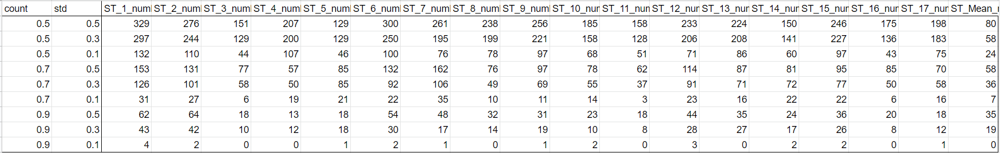 count std ST_1_num ST_2_num ST_3_num ST_4_num ST_5_num ST_6_num ST_7_num ST_8_num ST_9_num ST_10_nur ST_11_nun ST_12_nur ST_13_nur ST_14_nur ST_15_nur ST_16_nur ST_17_nur ST_Mean_
0.5 0.5 329 276 151 207 129 300 261 238 256 185 158 233 224 150 246 175 198 80
0.5 0.3 297 244 129 200 129 250 195 199 221 158 128 206 208 141 227 136 183 58
0.5 0.1 132 110 44 107 46 100 76 78 97 68 51 71 86 60 97 43 75 24
0.7 0.5 153 131 77 57 85 132 162 76 97 78 62 114 87 81 95 85 70 58
0.7 0.3 126 101 58 50 85 92 106 49 69 55 37 91 71 72 77 50 58 36
0.7 0.1 31 27 6 19 21 22 35 10 11 14 3 23 16 22 22 6 16 7
0.9 0.5 62 64 18 13 18 54 48 32 31 23 18 44 35 24 36 20 18 35
0.9 0.3 43 42 10 12 18 30 17 14 19 10 8 28 27 17 26 8 12 19
0.9 0.1 4 2 0 0 1 2 1 0 1 2 0 3 0 2 2 0 1 0